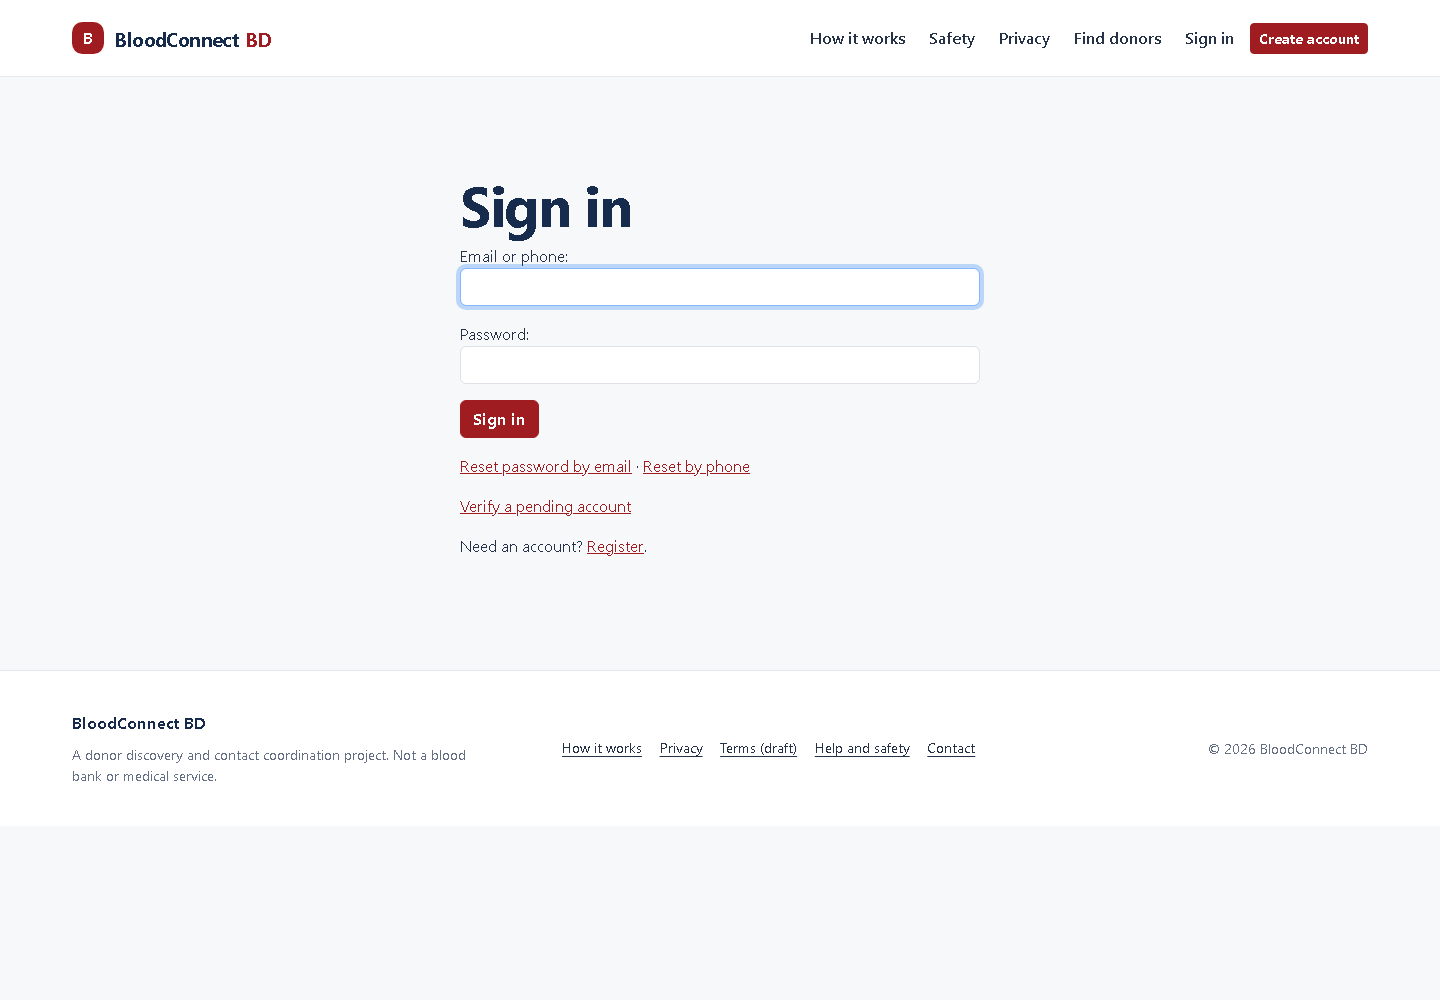 B BloodConnect BD
How it works Safety Privacy Find donors Sign in Create account
Sign in
Email or phone:
Password:
Sign in
Reset password by email · Reset by phone
Verify a pending account
Need an account? Register.
BloodConnect BD
A donor discovery and contact coordination project. Not a blood
bank or medical service.
How it works Privacy Terms (draft) Help and safety Contact
© 2026 BloodConnect BD